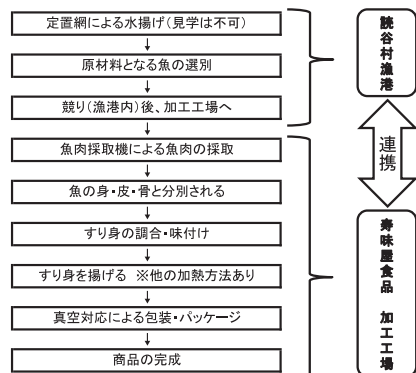 定置網による水揚げ(見学は不可)
原材料となる魚の選別
競り(漁港内)後、加工工場へ
魚肉採取機による魚肉の採取
魚の身・皮・骨と分別される
すり身の調合・味付け
すり身を揚げる ※他の加熱方法あり
真空対応による包装・パッケージ
商品の完成
読谷村漁港
連携
寿味屋食品 加工工場